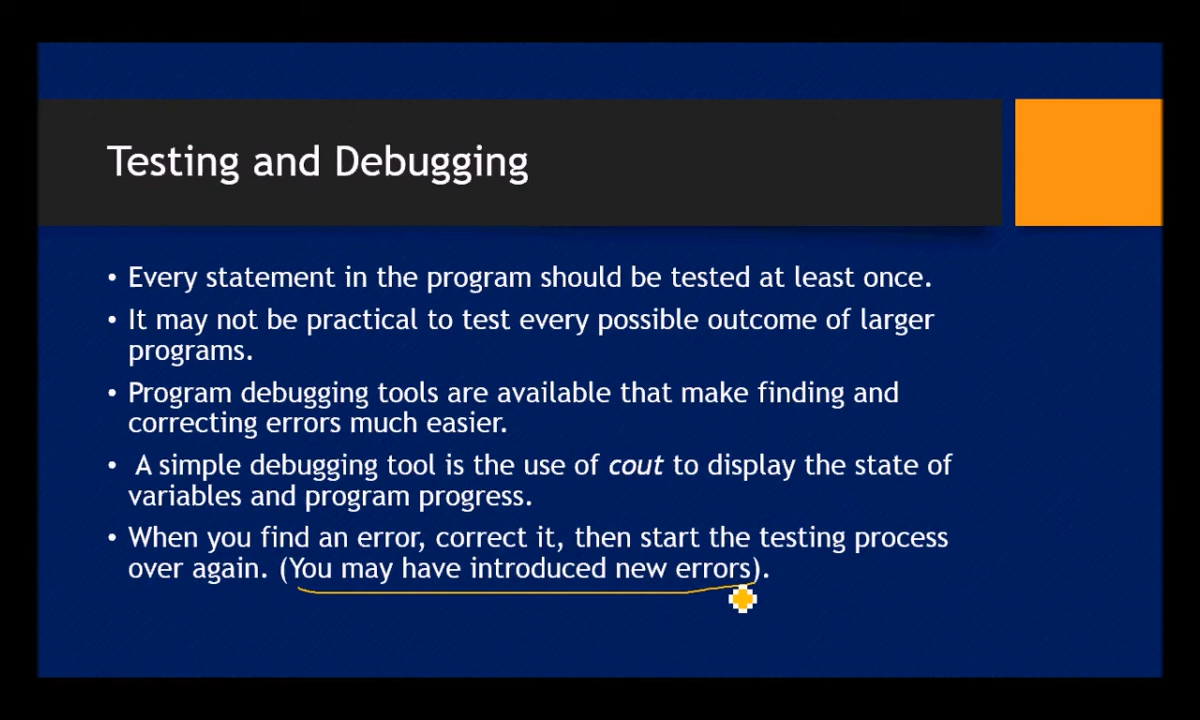 Testing and Debugging
• Every statement in the program should be tested at least once.
• It may not be practical to test every possible outcome of larger
programs.
• Program debugging tools are available that make finding and
correcting errors much easier.
• A simple debugging tool is the use of cout to display the state of
variables and program progress.
• When you find an error, correct it, then start the testing process
over again. (You may have introduced new errors).